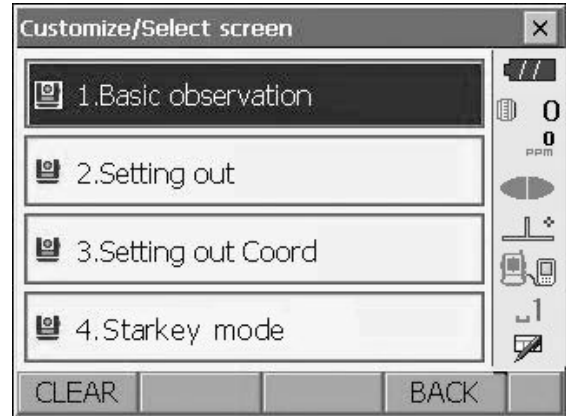 Customize/Select screen
1.Basic observation
0
0
ppm
2.Setting out
3.Setting out Coord
1
4.Starkey mode
CLEAR
BACK